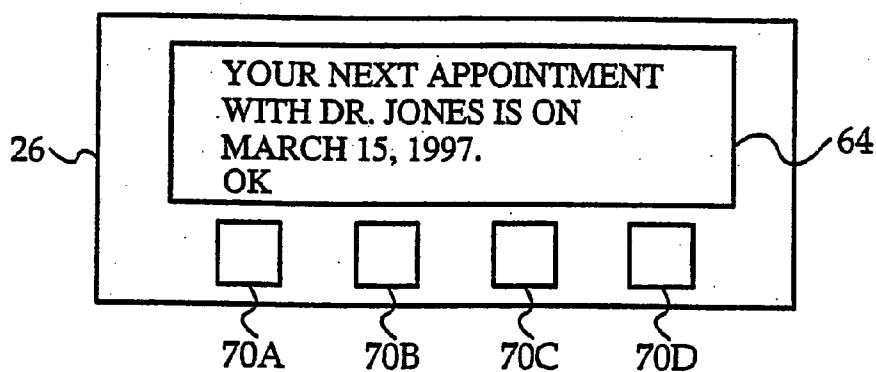 YOUR NEXT APPOINTMENT
WITH DR. JONES IS ON
MARCH 15, 1997.
OK
26
64
70A 70B 70C 70D